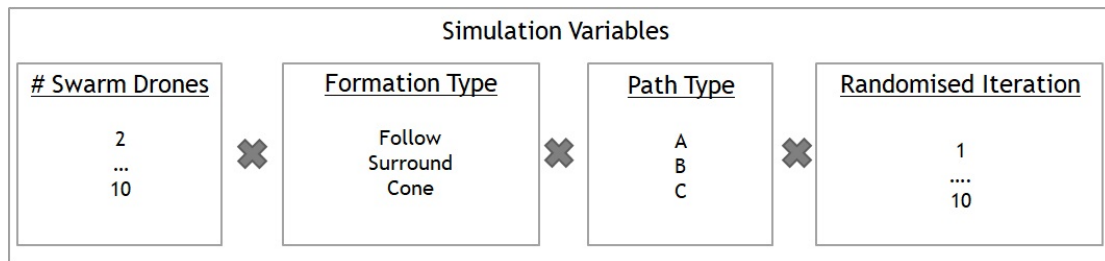 Simulation Variables
# Swarm Drones
2
...
10
Formation Type
Follow
Surround
Cone
Path Type
A
B
C
Randomised Iteration
1
....
10